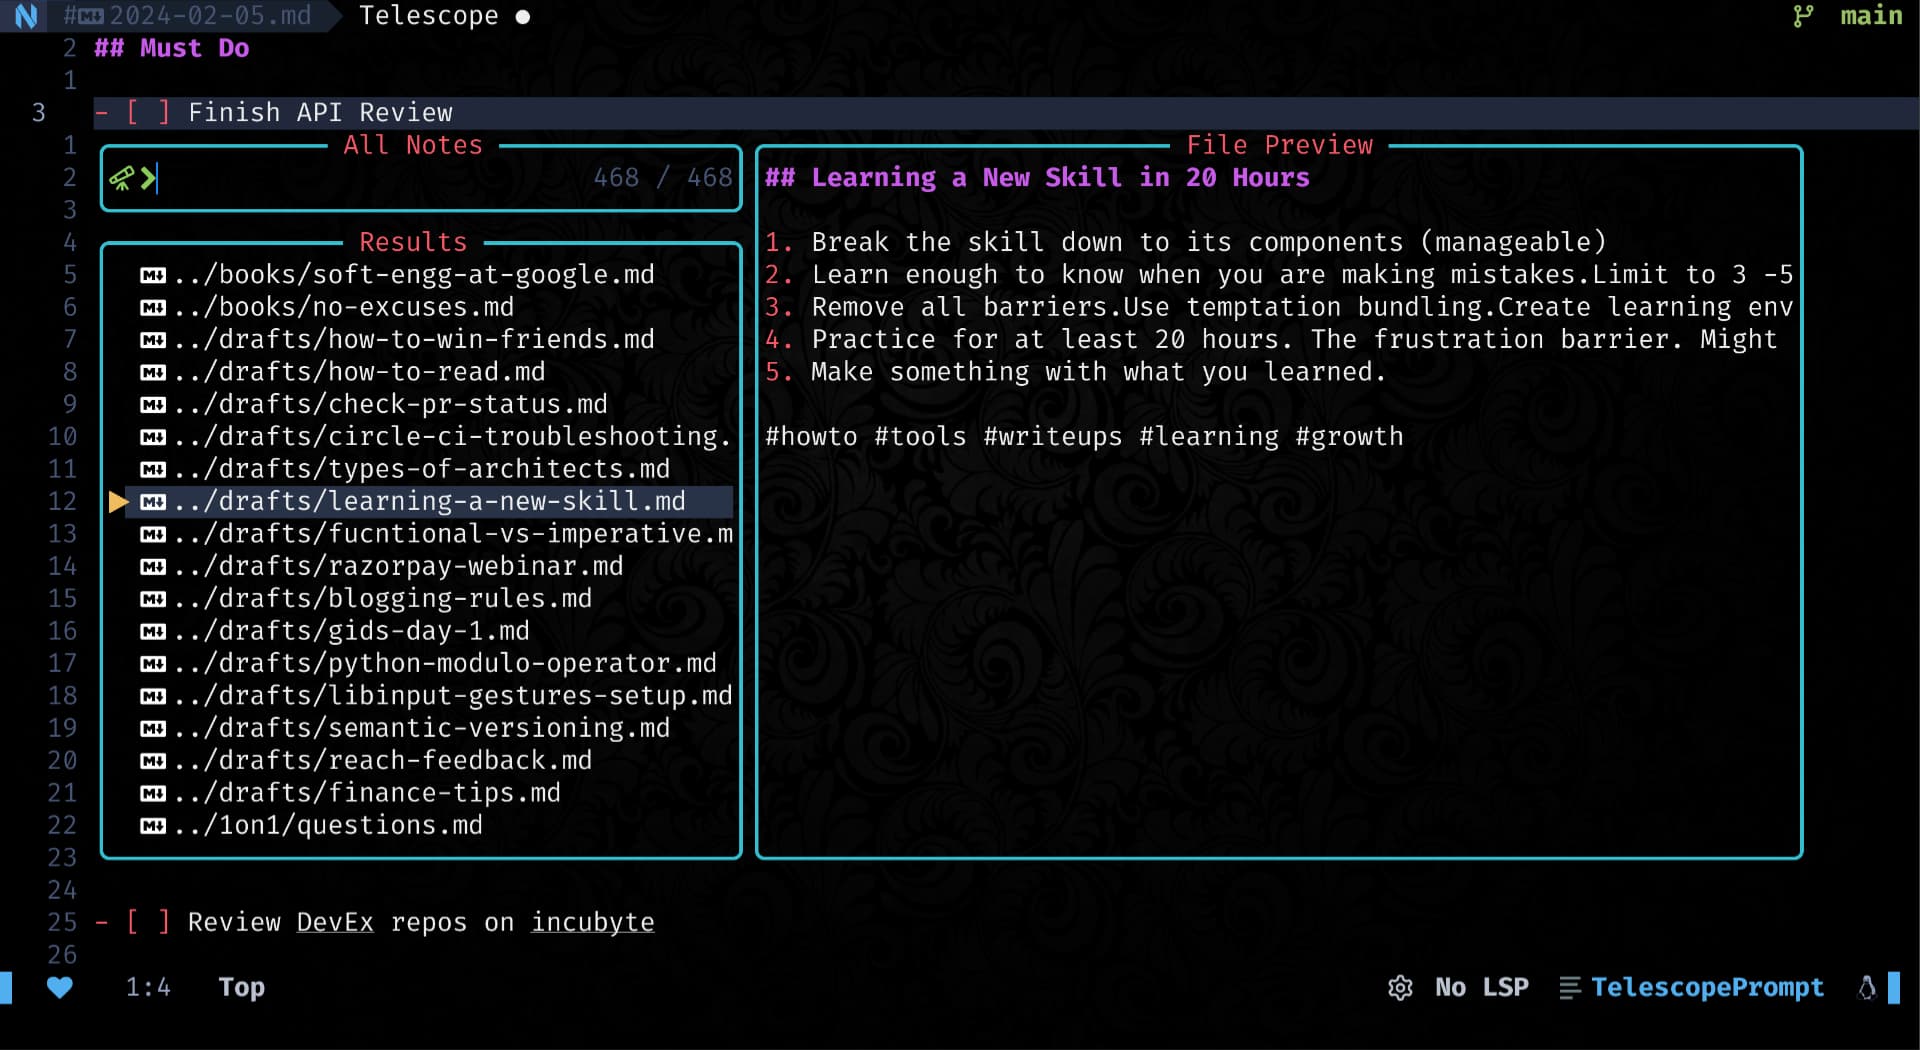 #2024-02-05.md Telescope ● main
2 ## Must Do
1
3 - [ ] Finish API Review
1 All Notes
2 468 / 468
3
4 Results
5 ../books/soft-engg-at-google.md
6 ../books/no-excuses.md
7 ../drafts/how-to-win-friends.md
8 ../drafts/how-to-read.md
9 ../drafts/check-pr-status.md
10 ../drafts/circle-ci-troubleshooting.
11 ../drafts/types-of-architects.md
12 ../drafts/learning-a-new-skill.md
13 ../drafts/fucntional-vs-imperative.m
14 ../drafts/razorpay-webinar.md
15 ../drafts/blogging-rules.md
16 ../drafts/gids-day-1.md
17 ../drafts/python-modulo-operator.md
18 ../drafts/libinput-gestures-setup.md
19 ../drafts/semantic-versioning.md
20 ../drafts/reach-feedback.md
21 ../drafts/finance-tips.md
22 ../1on1/questions.md
23
24
File Preview
## Learning a New Skill in 20 Hours
1. Break the skill down to its components (manageable)
2. Learn enough to know when you are making mistakes.Limit to 3 -5
3. Remove all barriers.Use temptation bundling.Create learning env
4. Practice for at least 20 hours. The frustration barrier. Might
5. Make something with what you learned.
#howto #tools #writeups #learning #growth
25 - [ ] Review DevEx repos on incubyte
26
1:4 Top No LSP TelescopePrompt